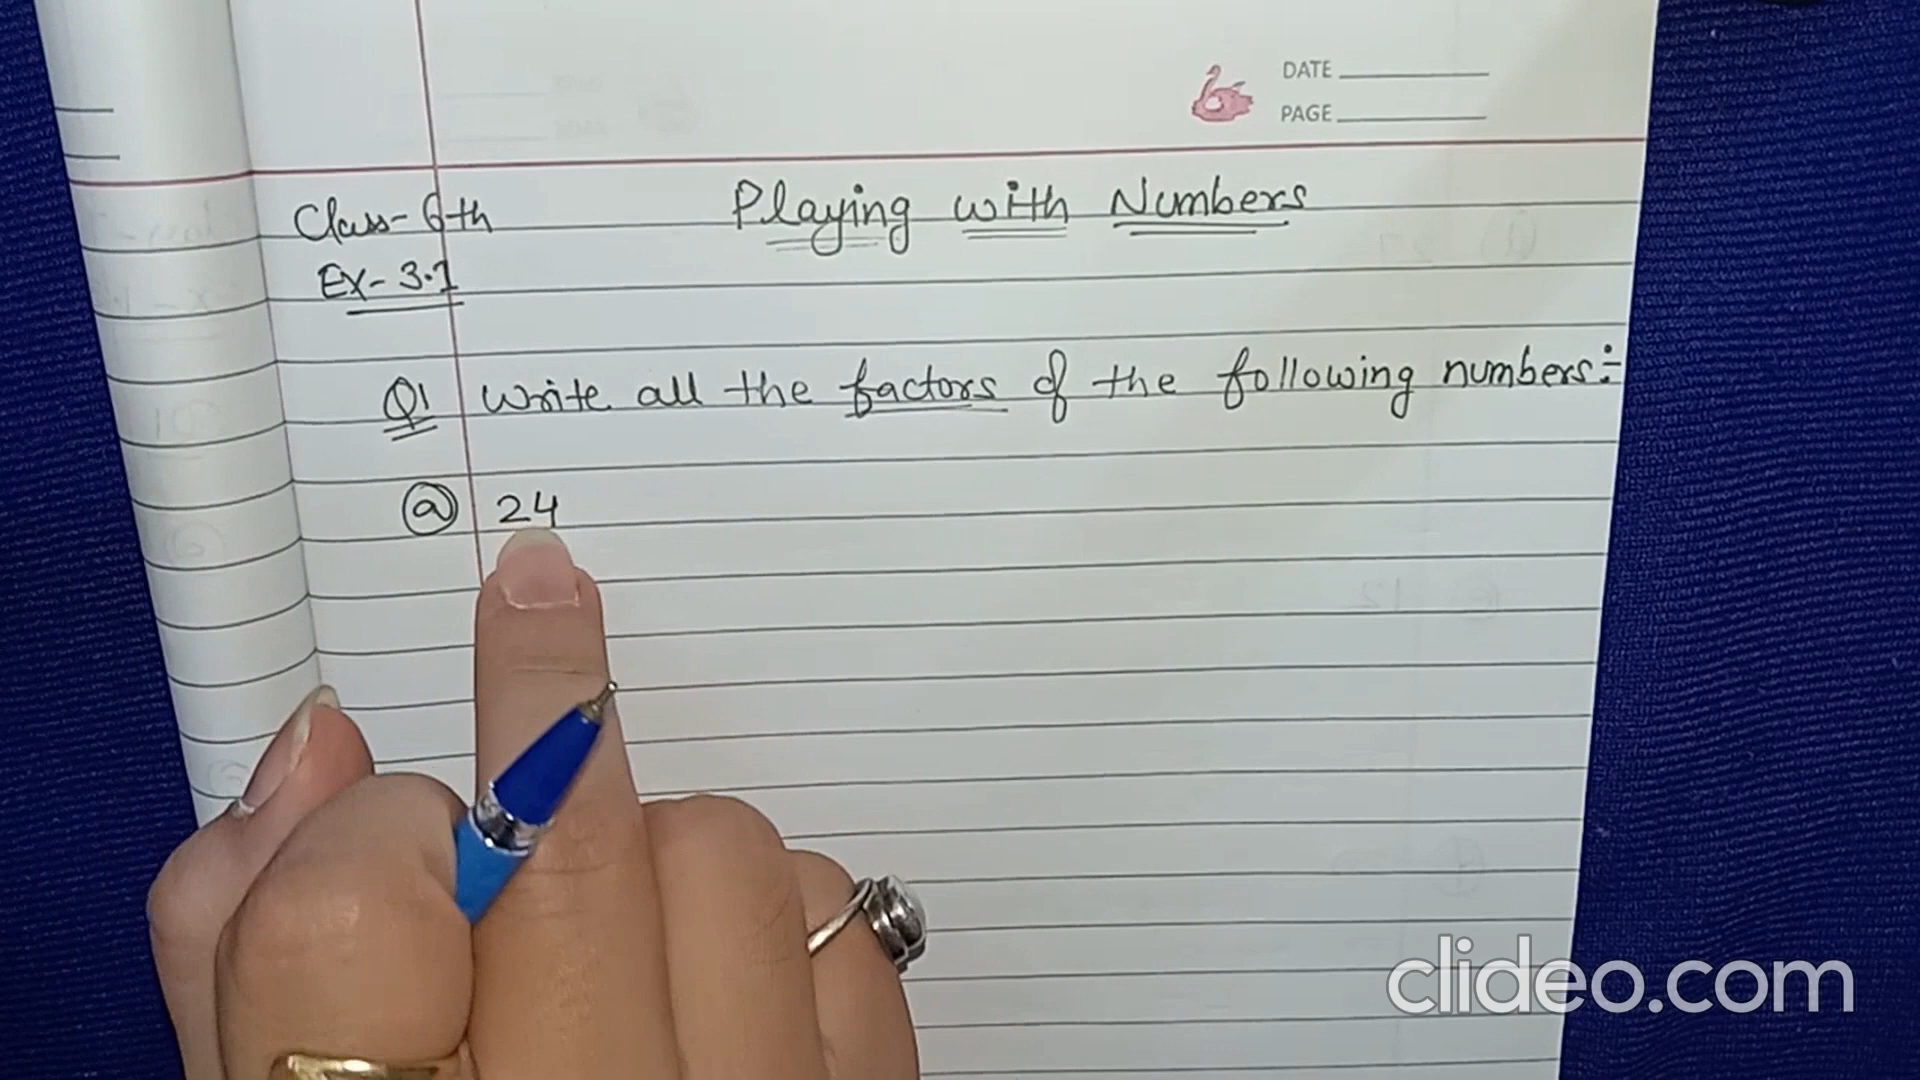 DATE
PAGE
Class-6th
Playing with Numbers
Ex-3.1
Q1 Write all the factors of the following numbers:-
(a) 24
clideo.com